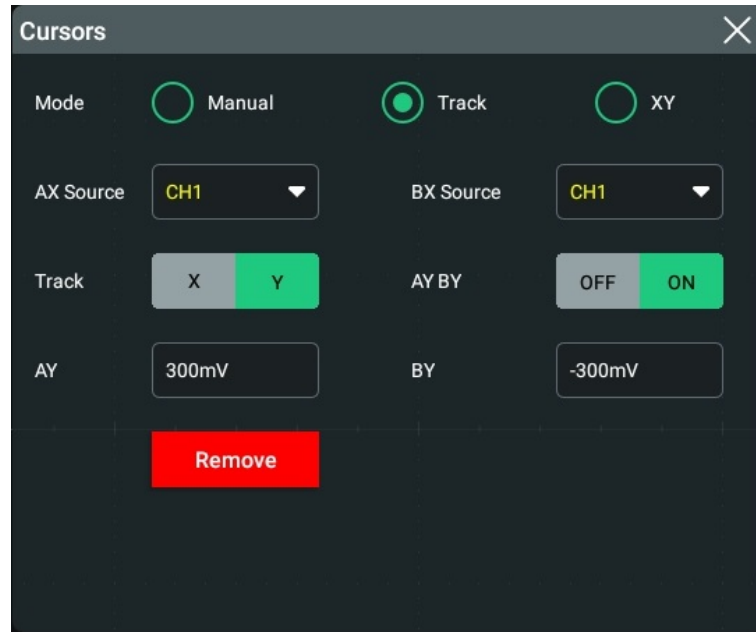 Cursors
Mode Manual Track XY
AX Source CH1 BX Source CH1
Track X Y AY BY OFF ON
AY 300mV BY -300mV
Remove